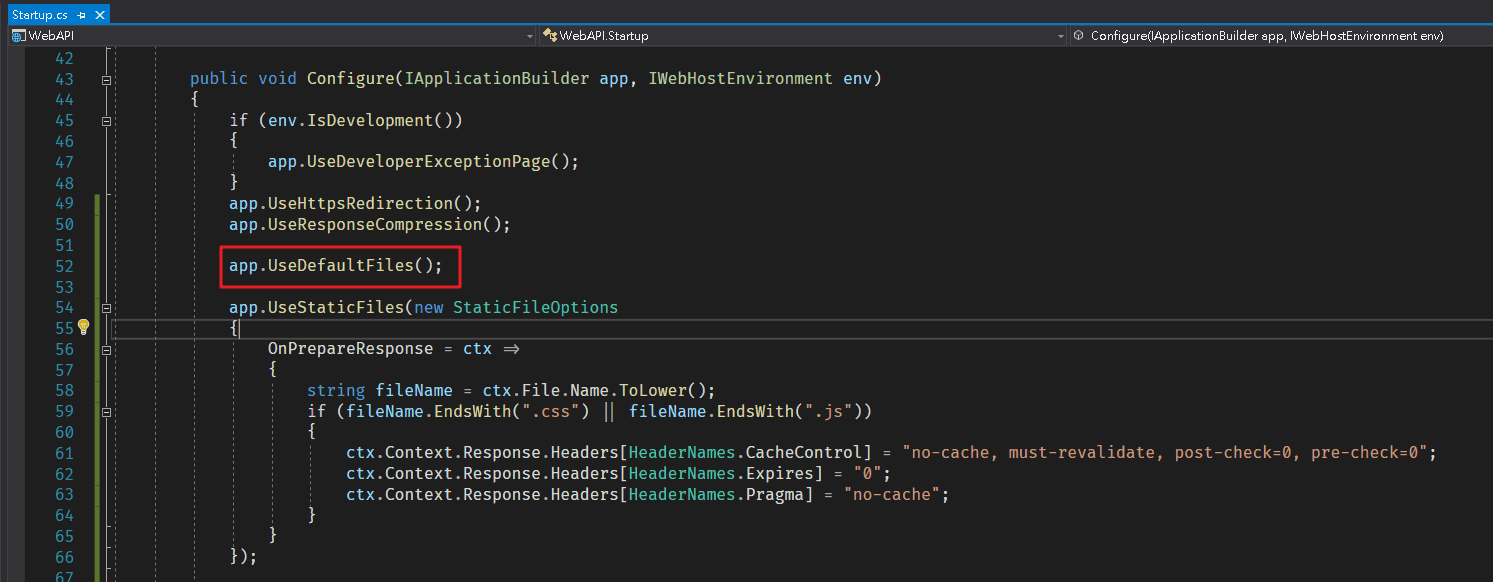 Startup.cs
WebAPI WebAPI.Startup Configure(IApplicationBuilder app, IWebHostEnvironment env)
42
43 public void Configure(IApplicationBuilder app, IWebHostEnvironment env)
44 {
45 if (env.IsDevelopment())
46 {
47 app.UseDeveloperExceptionPage();
48 }
49 app.UseHttpsRedirection();
50 app.UseResponseCompression();
51
52 app.UseDefaultFiles();
53
54 app.UseStaticFiles(new StaticFileOptions
55 {
56 OnPrepareResponse = ctx =>
57 {
58 string fileName = ctx.File.Name.ToLower();
59 if (fileName.EndsWith(".css") || fileName.EndsWith(".js"))
60 {
61 ctx.Context.Response.Headers[HeaderNames.CacheControl] = "no-cache, must-revalidate, post-check=0, pre-check=0";
62 ctx.Context.Response.Headers[HeaderNames.Expires] = "0";
63 ctx.Context.Response.Headers[HeaderNames.Pragma] = "no-cache";
64 }
65 }
66 });
67